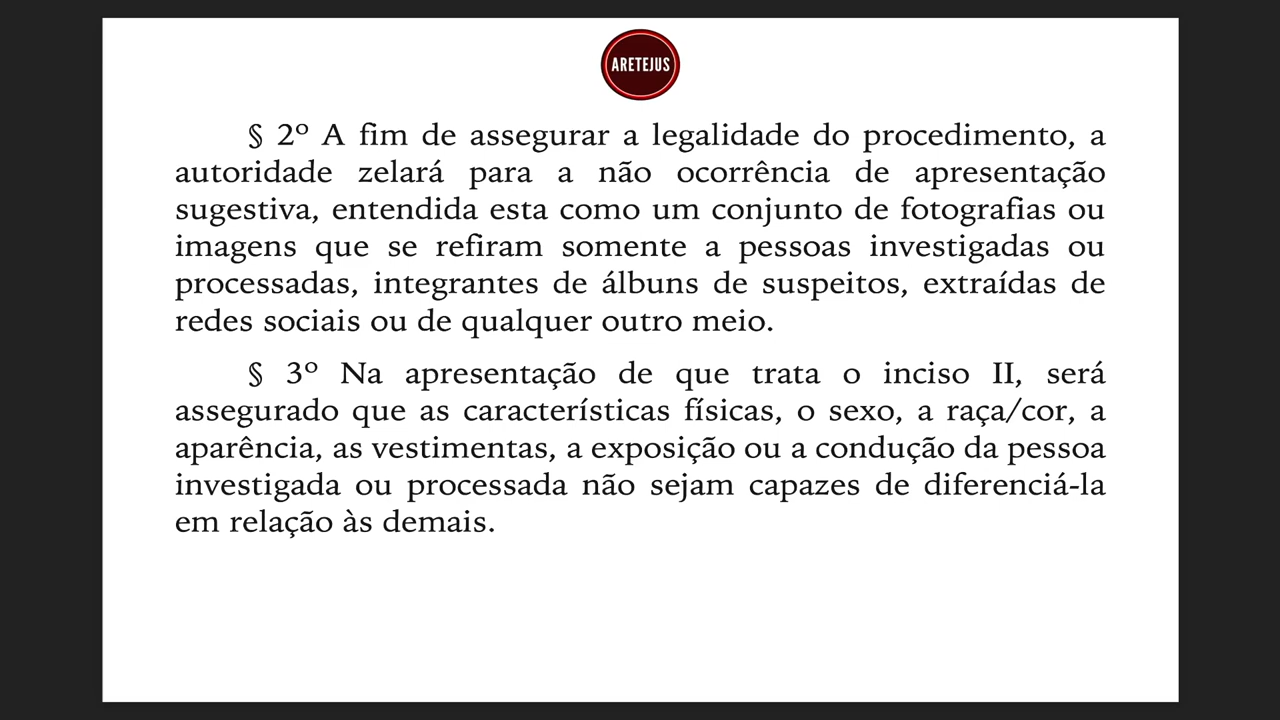 ARETEJUS
§ 2º A fim de assegurar a legalidade do procedimento, a
autoridade zelará para a não ocorrência de apresentação
sugestiva, entendida esta como um conjunto de fotografias ou
imagens que se refiram somente a pessoas investigadas ou
processadas, integrantes de álbuns de suspeitos, extraídas de
redes sociais ou de qualquer outro meio.
§ 3º Na apresentação de que trata o inciso II, será
assegurado que as características físicas, o sexo, a raça/cor, a
aparência, as vestimentas, a exposição ou a condução da pessoa
investigada ou processada não sejam capazes de diferenciá-la
em relação às demais.